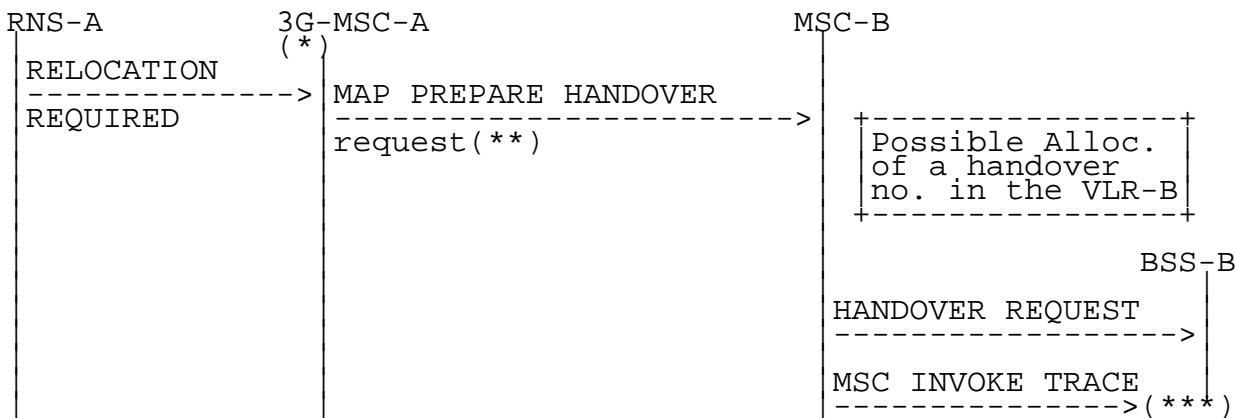 RNS-A 3G-MSC-A MSC-B
(*)
RELOCATION
REQUIRED
MAP PREPARE HANDOVER
request(**)
Possible Alloc.
of a handover
no. in the VLR-B
BSS-B
HANDOVER REQUEST
MSC INVOKE TRACE
(***)